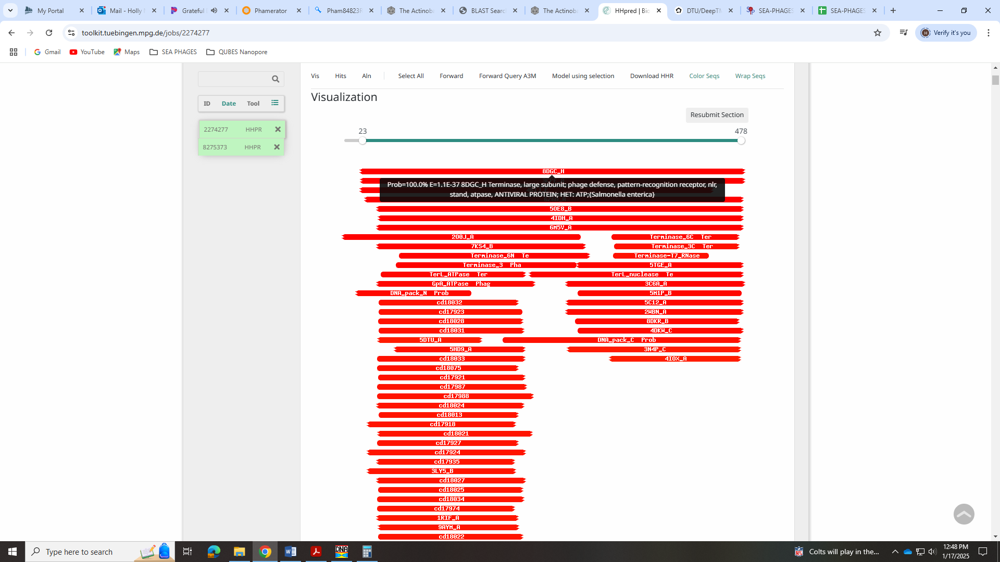 My Portal
Mail - Holly
Grateful
Phamerator
Pham84823R
The Actinoba
BLAST Searc
The Actinoba
HHpred | Bio
DTU/DeepTM
SEA-PHAGES
SEA-PHAGES
toolkit.tuebingen.mpg.de/jobs/2274277
Verify it's you
Gmail
YouTube
Maps
SEA PHAGES
QUBES Nanopore
Vis Hits Aln Select All Forward Forward Query A3M Model using selection Download HHR Color Seqs Wrap Seqs
ID Date Tool
2274277 HHPR
8275373 HHPR
Visualization
Resubmit Section
23 478
8DGC_H
Prob=100.0% E=1.1E-37 8DGC_H Terminase, large subunit; phage defense, pattern-recognition receptor, nlr,
stand, atpase, ANTIVIRAL PROTEIN; HET: ATP;{Salmonella enterica}
5OE8_B
4IDH_A
6M5V_A
2O0J_A Terminase_6C Ter
7KS4_B Terminase_3C Ter
Terminase_6N Te Terminase-T7_RNase
Terminase_3 Pha 5TGE_A
TerL_ATPase Ter TerL_nuclease Te
GpA_ATPase Phag 3C6A_A
DNA_pack_N Prob 5M1P_B
cd18032 5C12_A
cd17923 2WBN_A
cd18028 8DKR_B
cd18031 4DKW_C
5DTU_A DNA_pack_C Prob
5HD9_A 3N4P_C
cd18033 4IOX_A
cd18075
cd17921
cd17987
cd17988
cd18024
cd18013
cd17918
cd18021
cd17927
cd17924
cd17935
3LY5_B
cd18027
cd18025
cd18034
cd17974
1RIF_A
9AYM_A
cd18022
Type here to search
DNA
Colts will play in the...
12:48 PM
1/17/2025